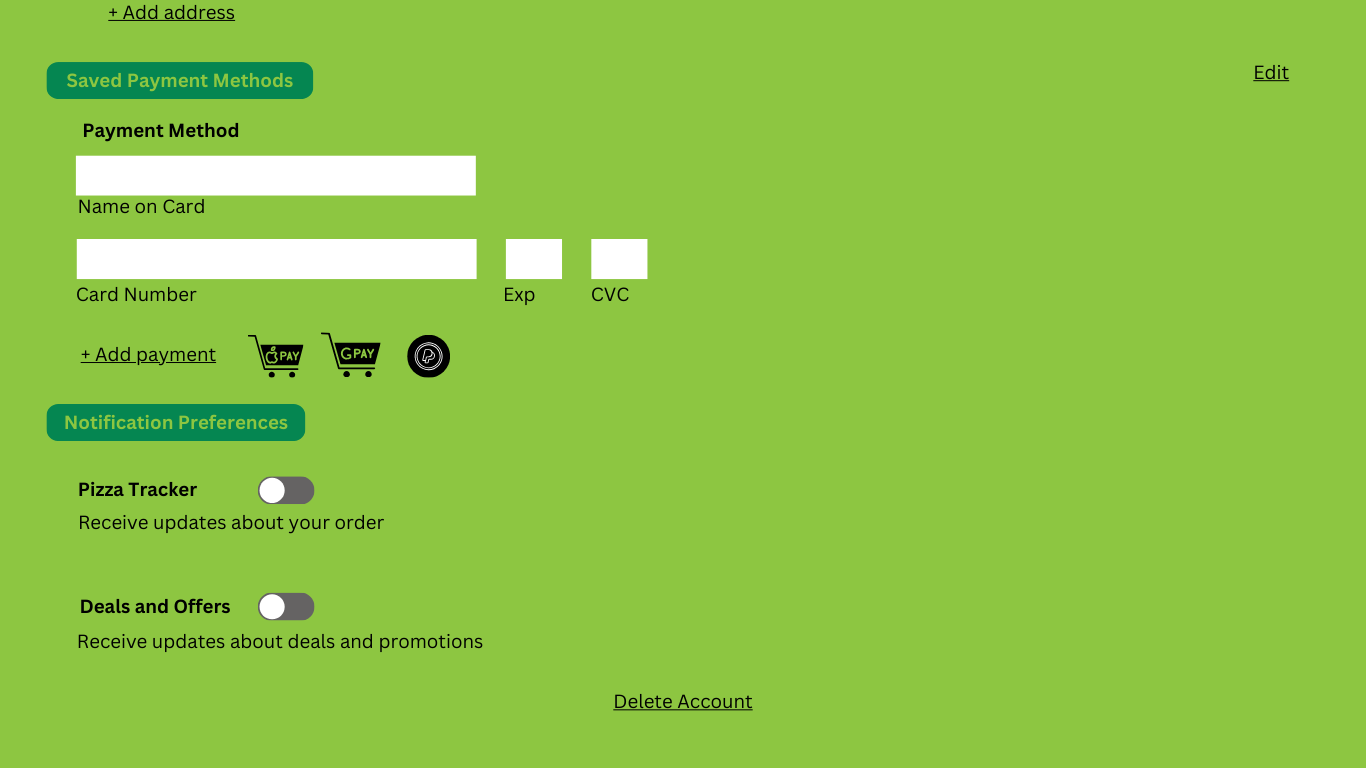 + Add address
Saved Payment Methods
Edit
Payment Method
Name on Card
Card Number
Exp
CVC
+ Add payment
PAY
GPAY
P
Notification Preferences
Pizza Tracker
Receive updates about your order
Deals and Offers
Receive updates about deals and promotions
Delete Account